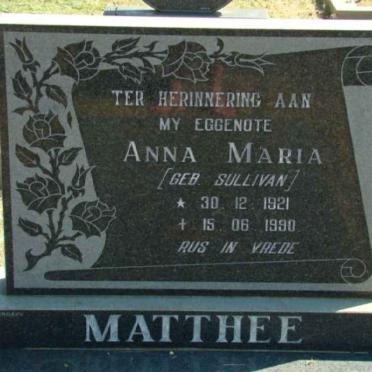 TER HERINNERING AAN
MY EGGENOTE
ANNA MARIA
[GEB. SULLIVAN]
★ 30. 12. 1921
✝ 15. 06. 1990
RUS IN VREDE
MATTHEE